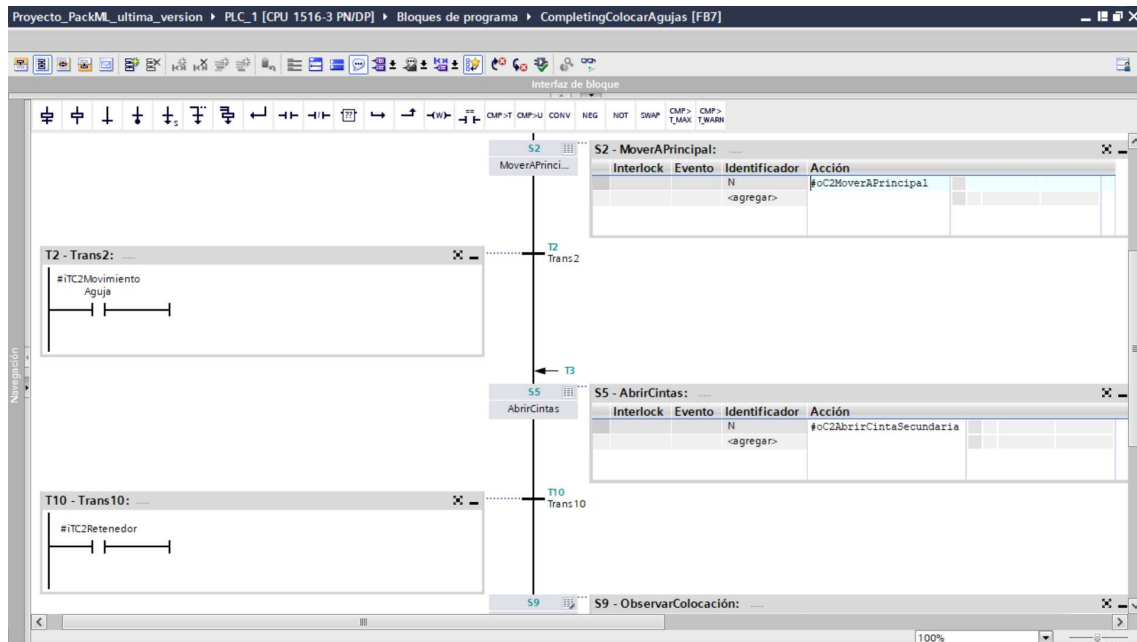 Proyecto_PackML_ultima_version ▸ PLC_1 [CPU 1516-3 PN/DP] ▸ Bloques de programa ▸ CompletingColocarAgujas [FB7]
Interfaz de bloque
CMP>T CMP>U CONV NEG NOT SWAP CMP> T_MAX CMP> T_WARN
S2
MoverAPrinci...
S2 - MoverAPrincipal:
Interlock Evento Identificador Acción
N #oC2MoverAPrincipal
<agregar>
T2 - Trans2:
T2
Trans2
#iTC2Movimiento
Aguja
T3
S5
AbrirCintas
S5 - AbrirCintas:
Interlock Evento Identificador Acción
N #oC2AbrirCintaSecundaria
<agregar>
T10 - Trans10:
T10
Trans10
#iTC2Retenedor
S9
S9 - ObservarColocación:
Navegación
100%